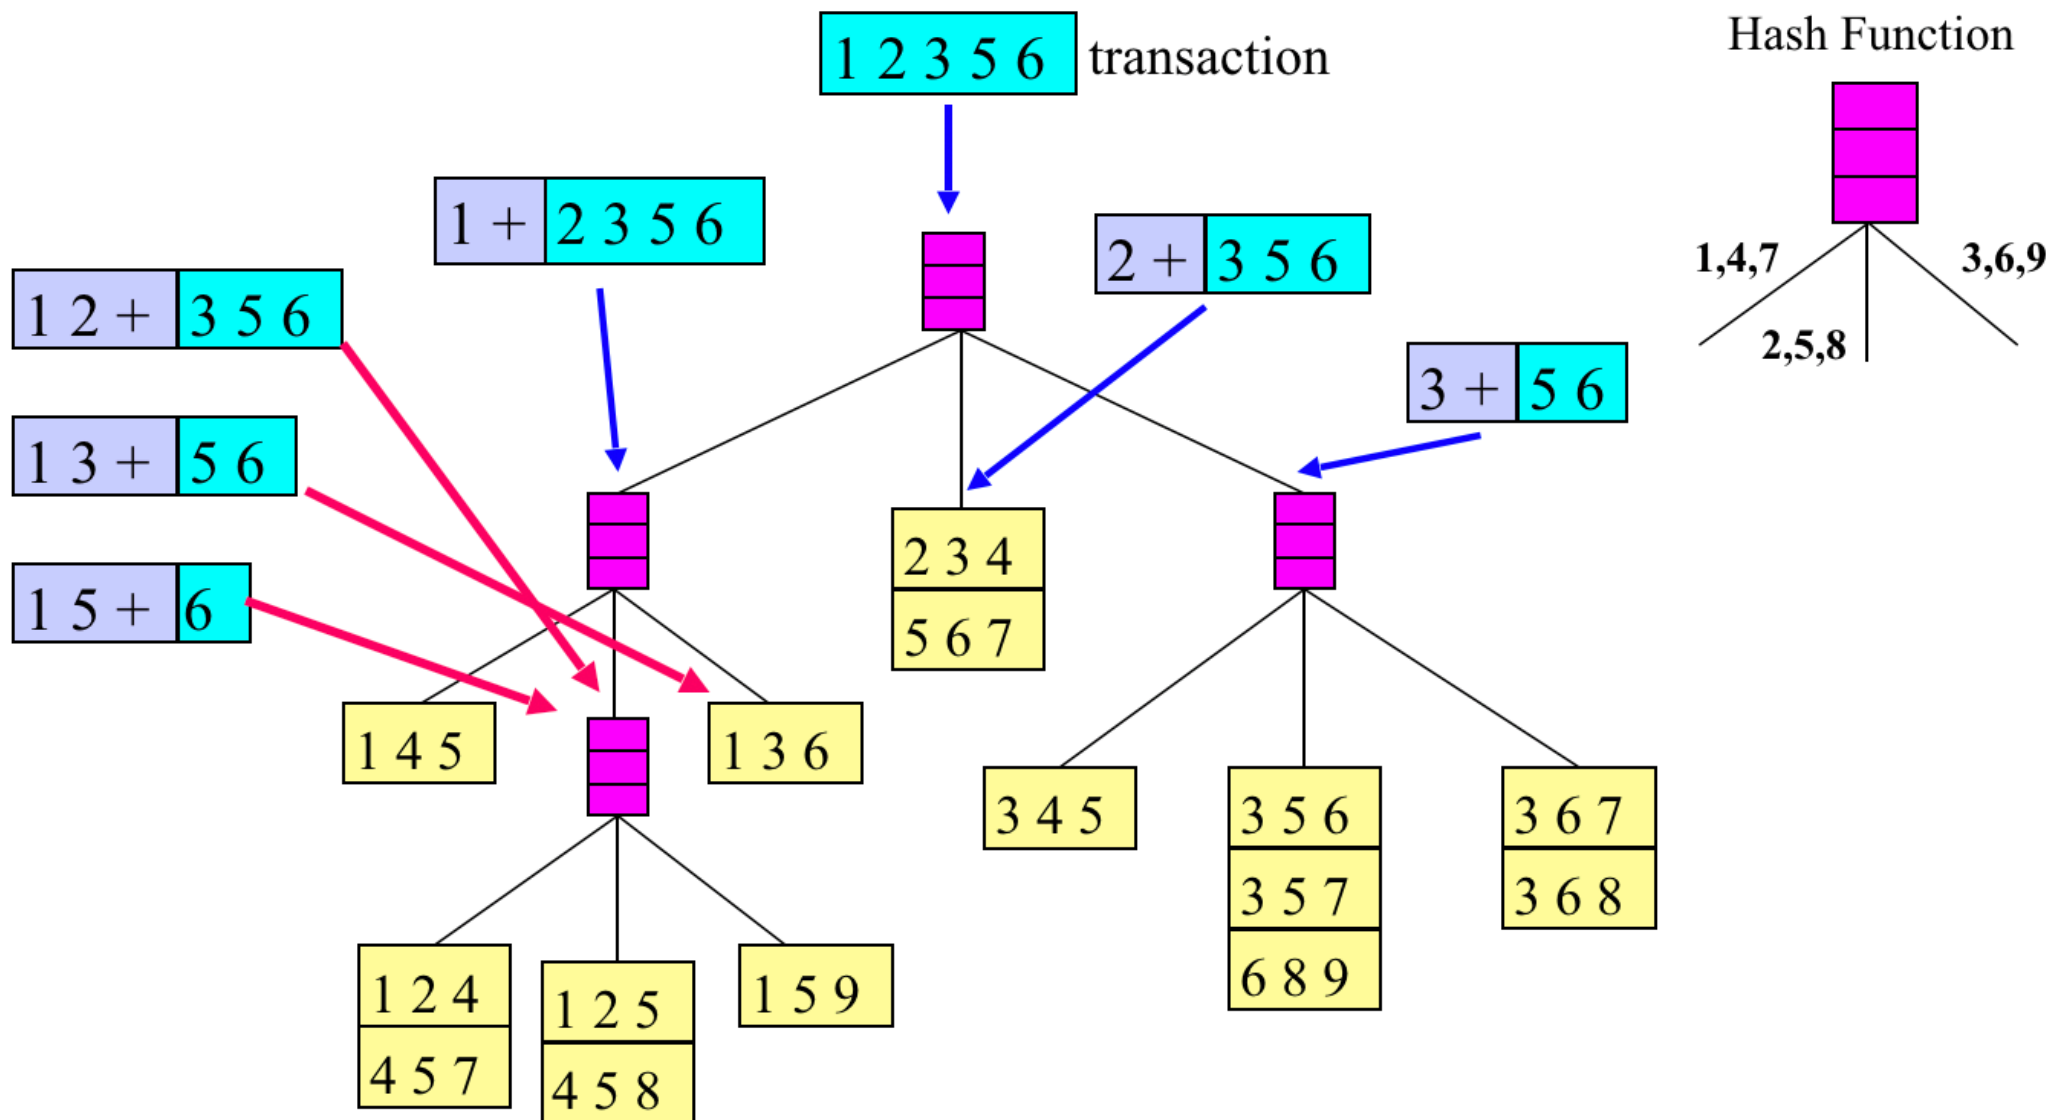 1 2 3 5 6 transaction
Hash Function
1 + 2 3 5 6
2 + 3 5 6
1,4,7
3,6,9
2,5,8
1 2 + 3 5 6
3 + 5 6
1 3 + 5 6
1 5 + 6
2 3 4
5 6 7
1 4 5
1 3 6
3 4 5
3 5 6
3 6 7
3 5 7
3 6 8
6 8 9
1 2 4
1 2 5
1 5 9
4 5 7
4 5 8